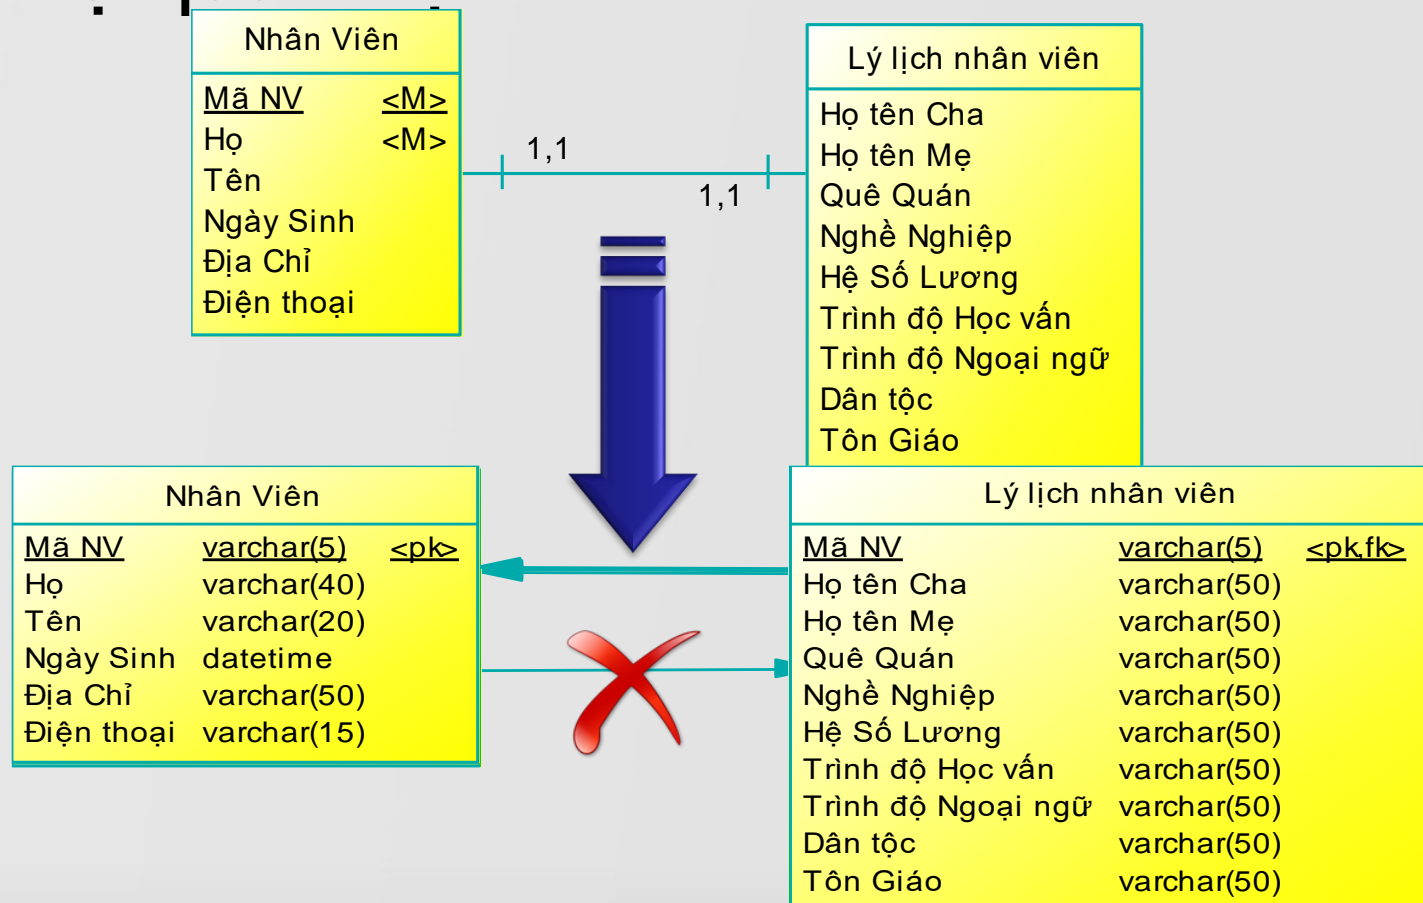 Nhân Viên
Mã NV <M>
Họ <M>
Tên
Ngày Sinh
Địa Chỉ
Điện thoại
1,1
1,1
Lý lịch nhân viên
Họ tên Cha
Họ tên Mẹ
Quê Quán
Nghề Nghiệp
Hệ Số Lương
Trình độ Học vấn
Trình độ Ngoại ngữ
Dân tộc
Tôn Giáo
Nhân Viên
Mã NV varchar(5) <pk>
Họ varchar(40)
Tên varchar(20)
Ngày Sinh datetime
Địa Chỉ varchar(50)
Điện thoại varchar(15)
Lý lịch nhân viên
Mã NV varchar(5) <pk,fk>
Họ tên Cha varchar(50)
Họ tên Mẹ varchar(50)
Quê Quán varchar(50)
Nghề Nghiệp varchar(50)
Hệ Số Lương varchar(50)
Trình độ Học vấn varchar(50)
Trình độ Ngoại ngữ varchar(50)
Dân tộc varchar(50)
Tôn Giáo varchar(50)